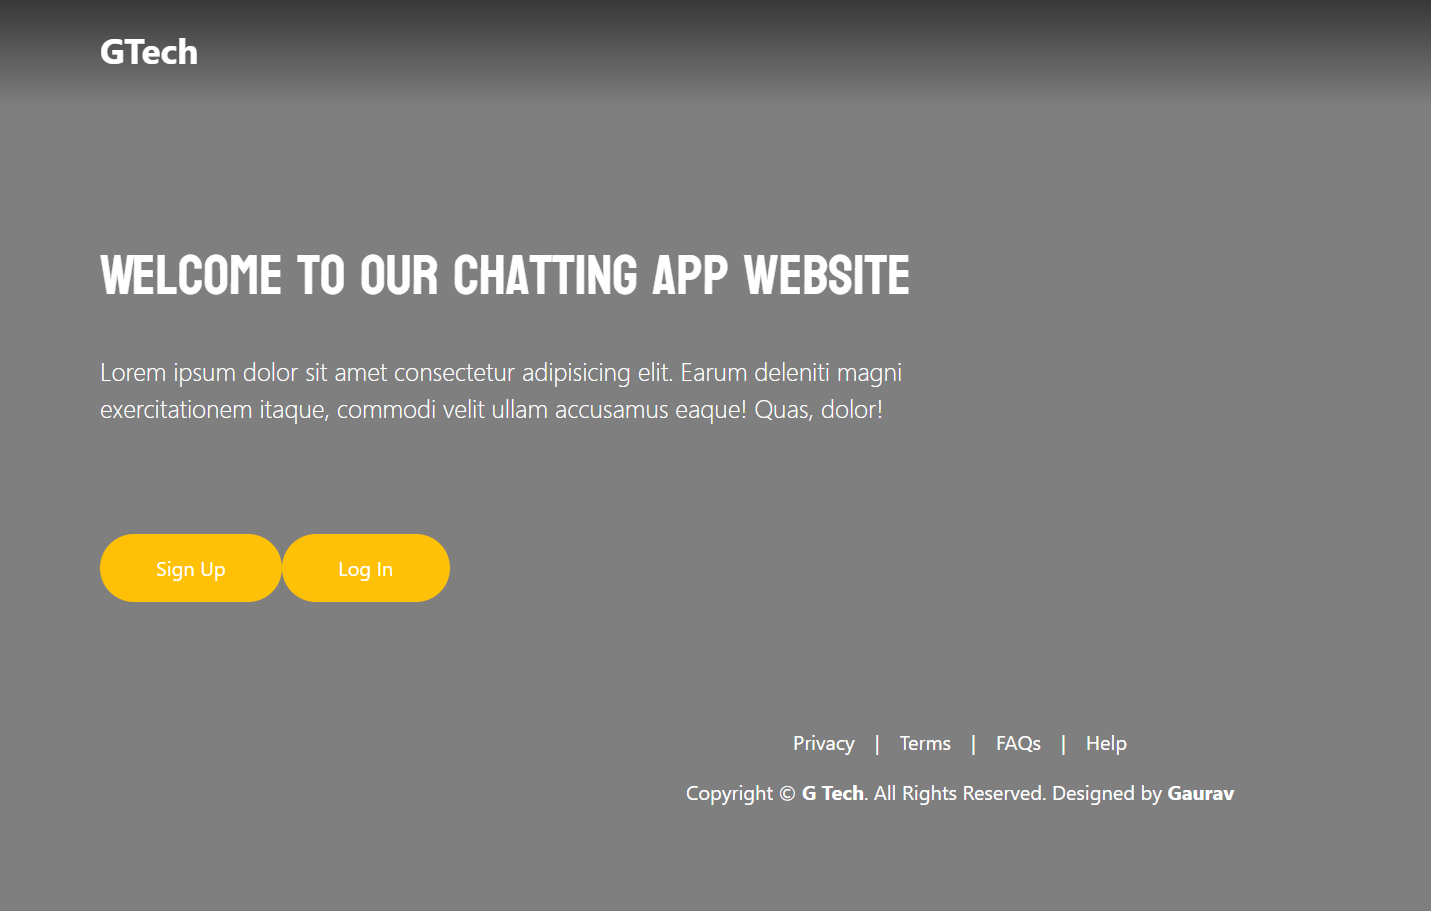 GTech
WELCOME TO OUR CHATTING APP WEBSITE
Lorem ipsum dolor sit amet consectetur adipisicing elit. Earum deleniti magni
exercitationem itaque, commodi velit ullam accusamus eaque! Quas, dolor!
Sign Up Log In
Privacy | Terms | FAQs | Help
Copyright © G Tech. All Rights Reserved. Designed by Gaurav